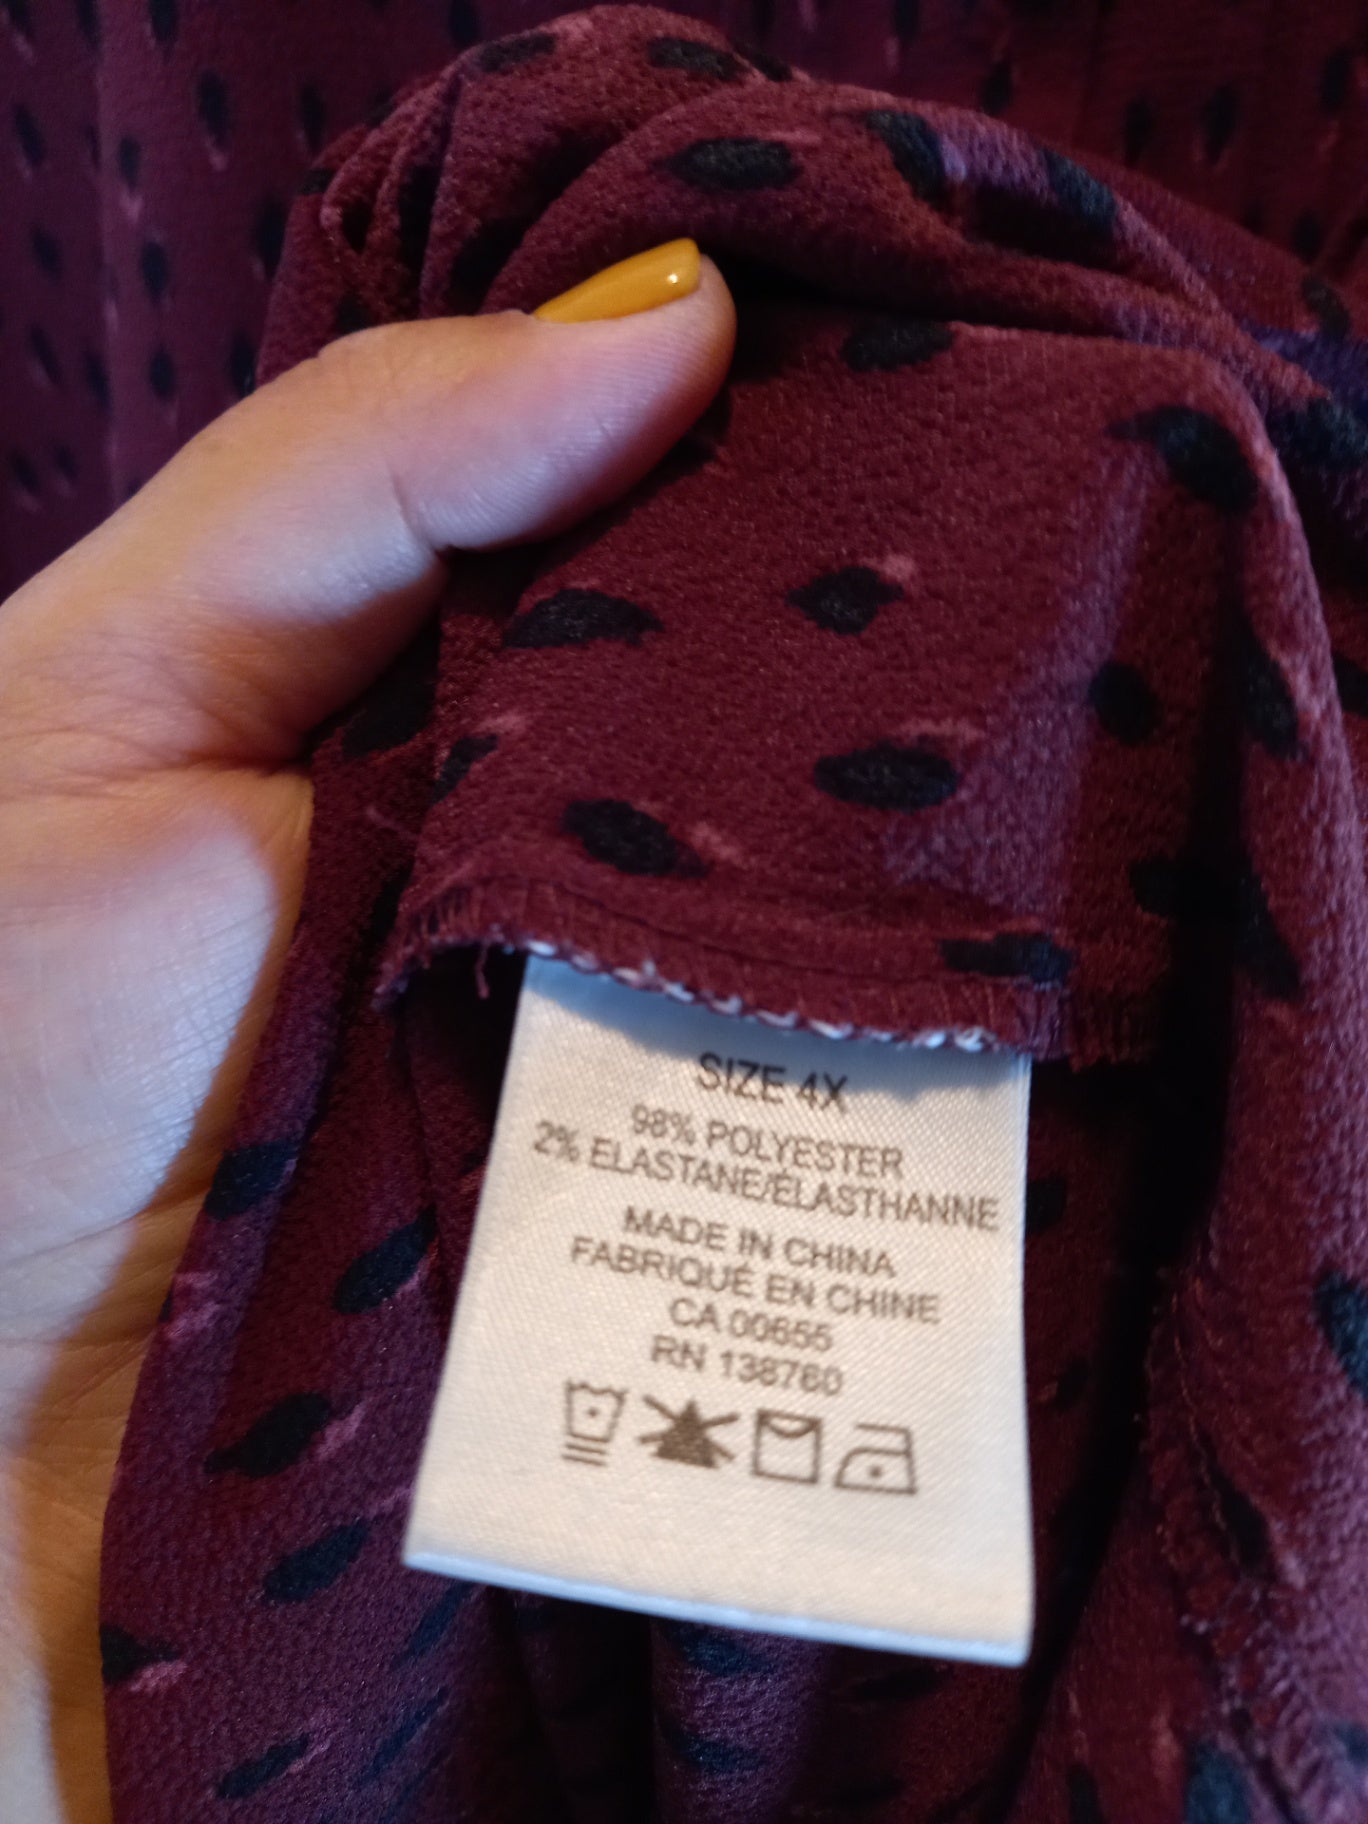 SIZE 4X
98% POLYESTER
2% ELASTANE/ÉLASTHANNE
MADE IN CHINA
FABRIQUÉ EN CHINE
CA 00655
RN 138760